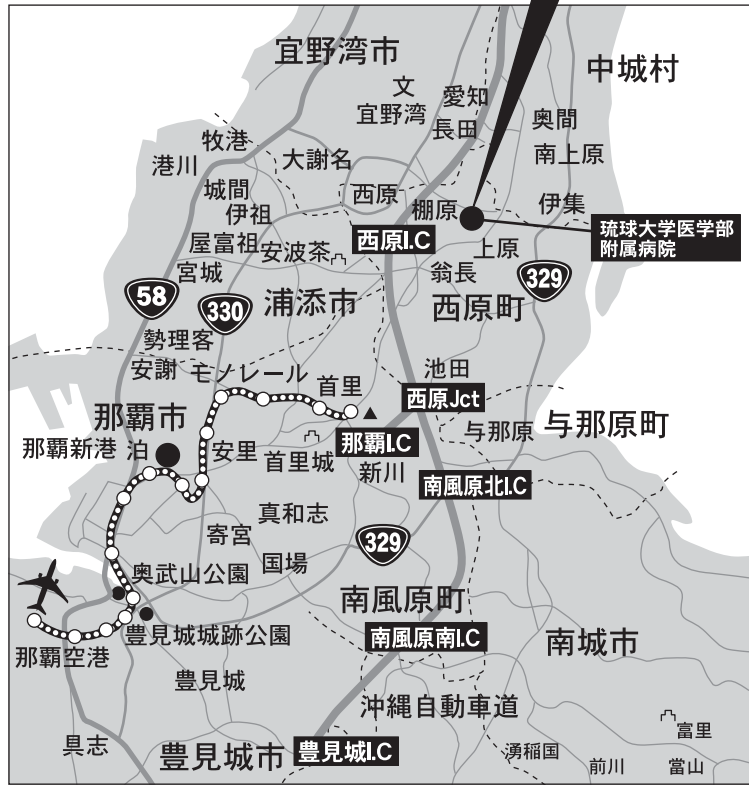 宜野湾市
中城村
文
宜野湾
愛知
長田
奥間
南上原
牧港
港川
大謝名
城間
伊祖
西原
棚原
伊集
琉球大学医学部
附属病院
屋富祖
安波茶
西原I.C
上原
宮城
翁長
329
58
330
浦添市
西原町
勢理客
安謝
モノレール
首里
池田
西原Jct
那覇市
与那原
与那原町
那覇新港
泊
安里
首里城
那覇I.C
新川
南風原北I.C
真和志
寄宮
国場
329
奥武山公園
南風原町
豊見城城跡公園
南風原南I.C
南城市
那覇空港
豊見城
沖縄自動車道
具志
豊見城市
豊見城I.C
湧稲国
前川
富里
當山